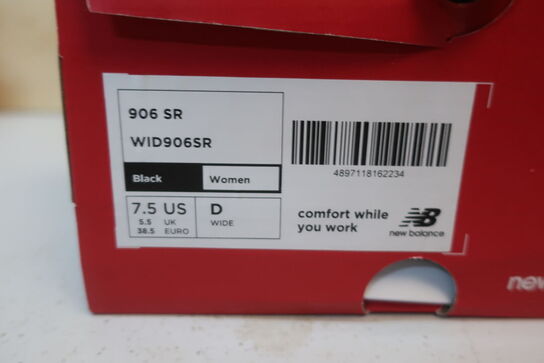 906 SR
WID906SR
Black Women
7.5 US D
5.5 UK WIDE
38.5 EURO
4897118162234
comfort while
you work
NB
new balance
new